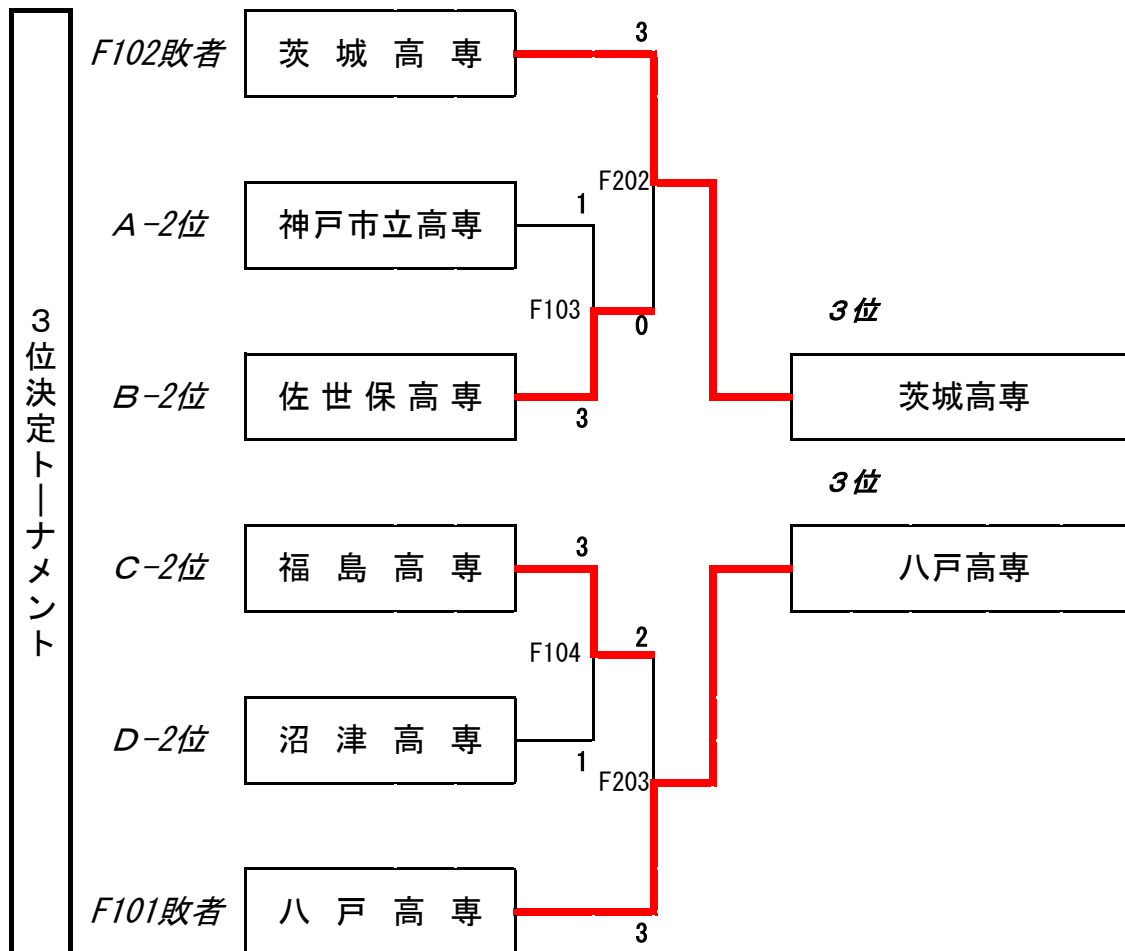 3位決定トーナメント
F102敗者
茨城高専
3
F202
A-2位
神戸市立高専
1
F103
0
B-2位
佐世保高専
3
3位
茨城高専
3位
八戸高専
C-2位
福島高専
3
F104
2
D-2位
沼津高専
1
F203
F101敗者
八戸高専
3